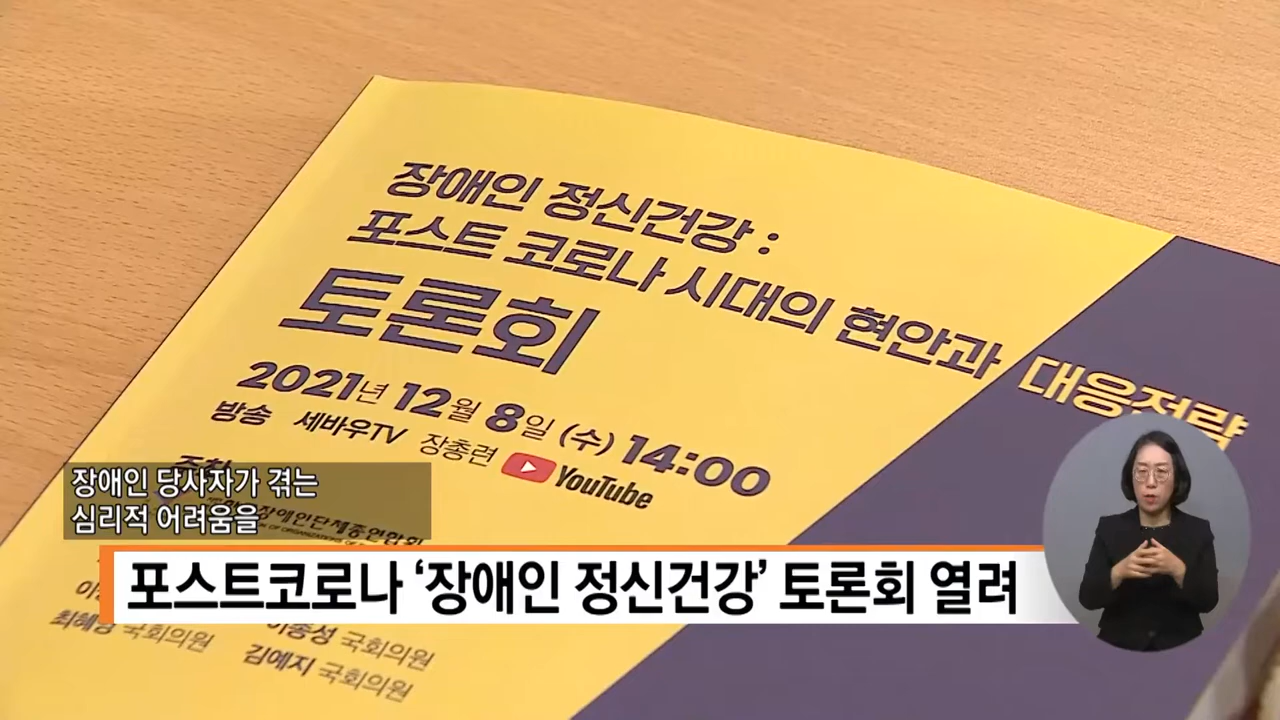 장애인 정신건강 :
포스트 코로나 시대의 현안과 대응전략
토론회
2021년 12월 8일 (수) 14:00
방송 세바우TV 장총련 YouTube
장애인 당사자가 겪는
심리적 어려움을
포스트코로나 ‘장애인 정신건강’ 토론회 열려
이종성 국회의원
최혜영 국회의원
김예지 국회의원